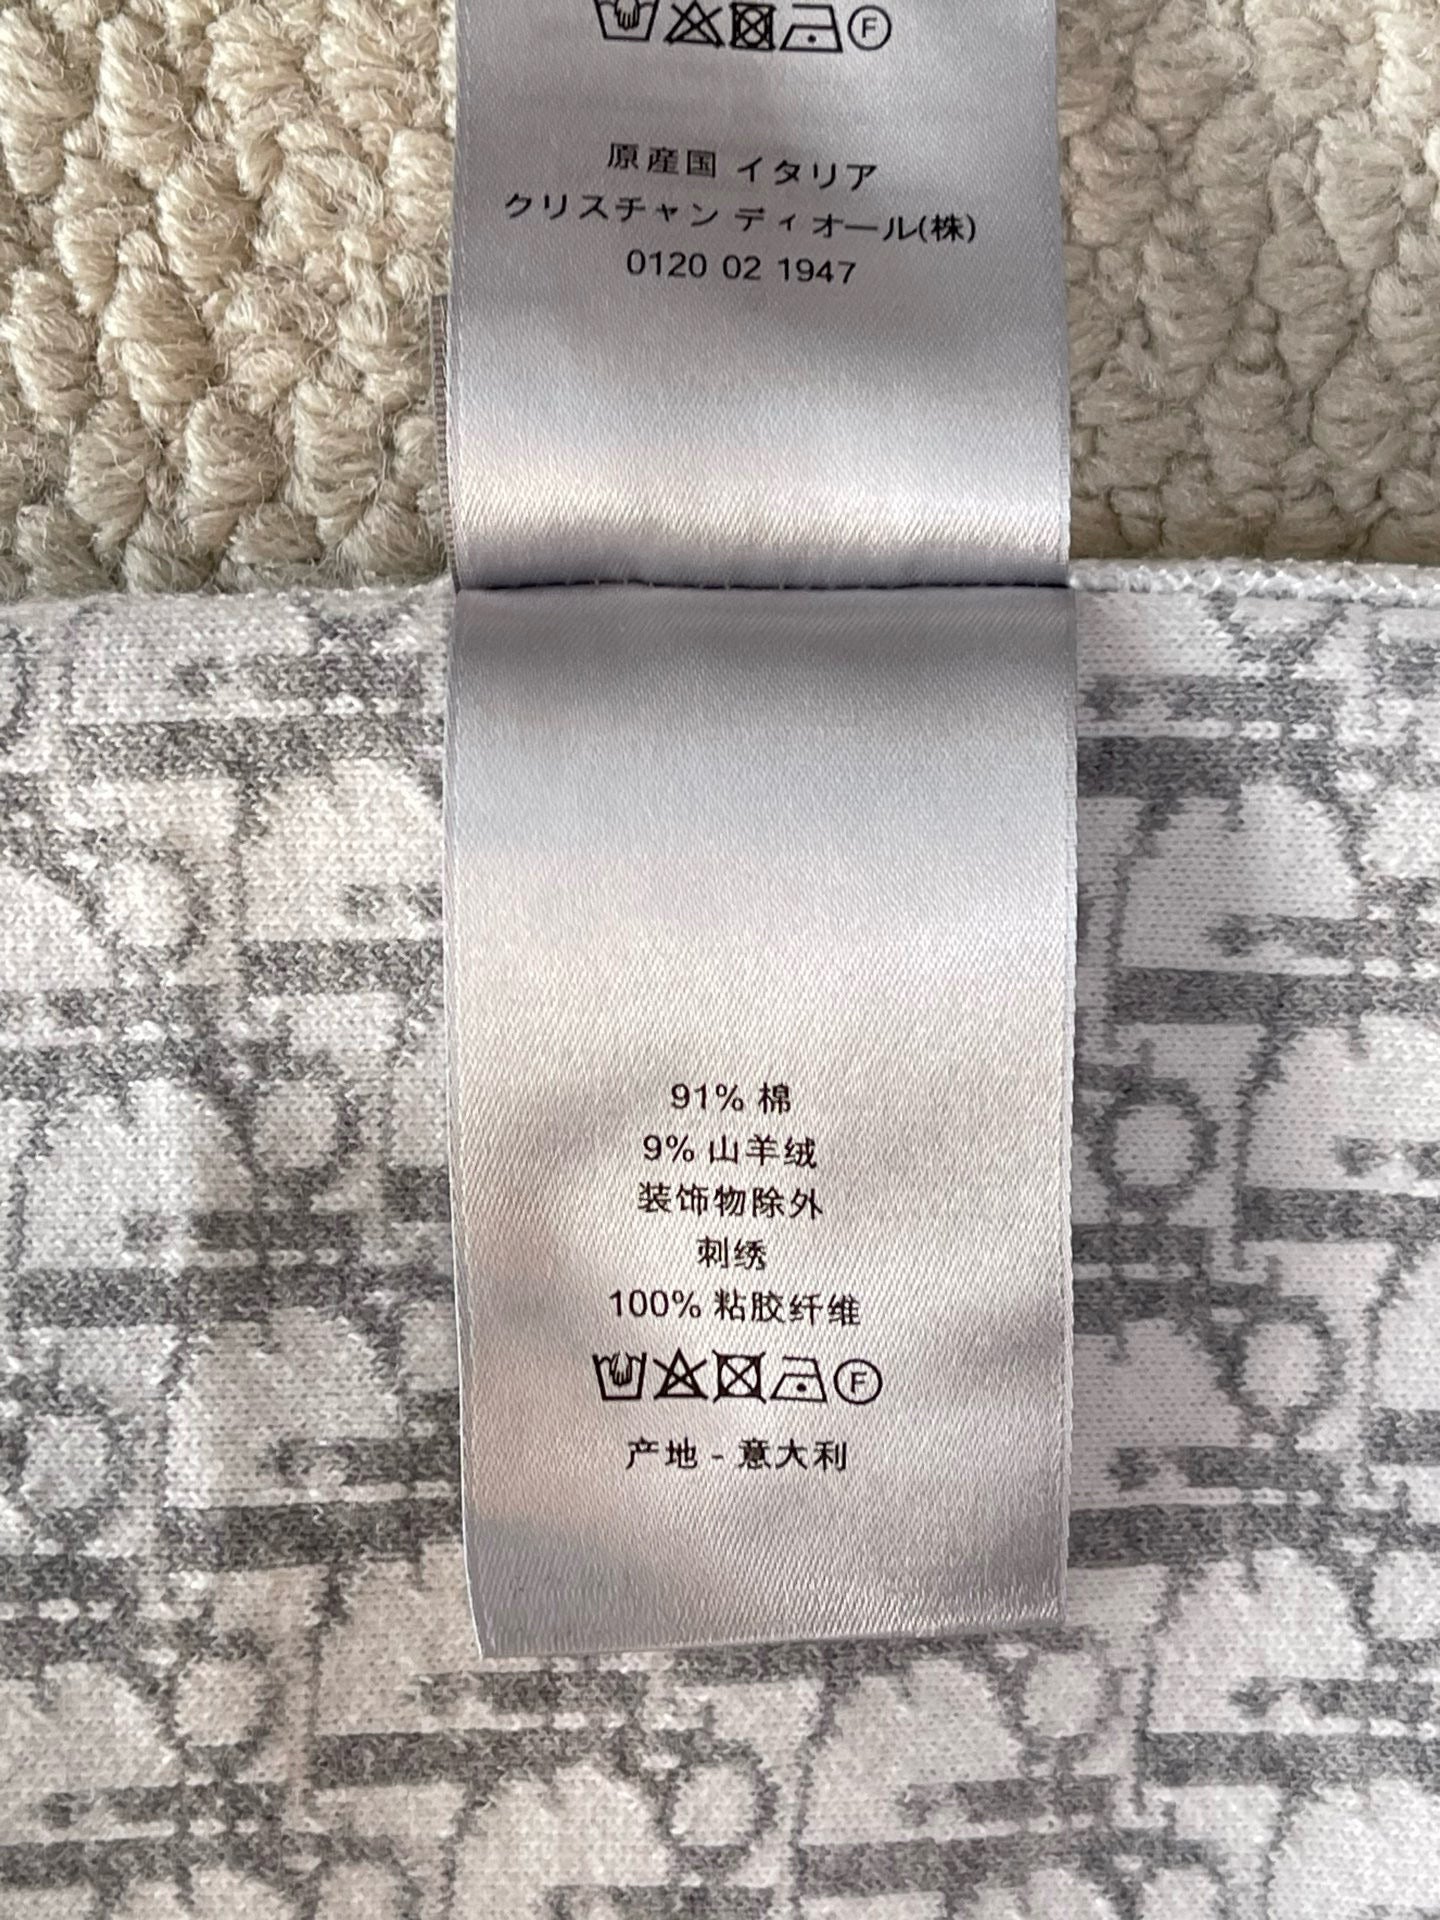 F
原産国 イタリア
クリスチャン ディオール(株)
0120 02 1947
91% 棉
9% 山羊绒
装饰物除外
刺绣
100% 粘胶纤维
F
产地 - 意大利